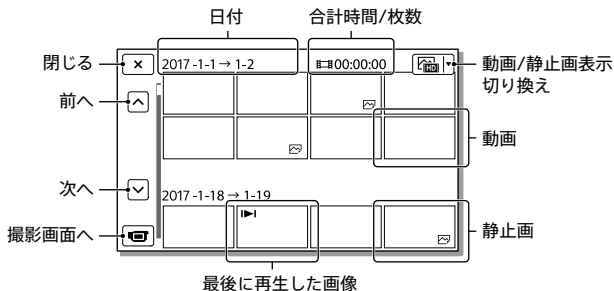 日付
合計時間/枚数
閉じる
2017 -1-1 → 1-2
00:00:00
HD
動画/静止画表示
切り換え
前へ
動画
次へ
2017 -1-18 → 1-19
撮影画面へ
静止画
最後に再生した画像